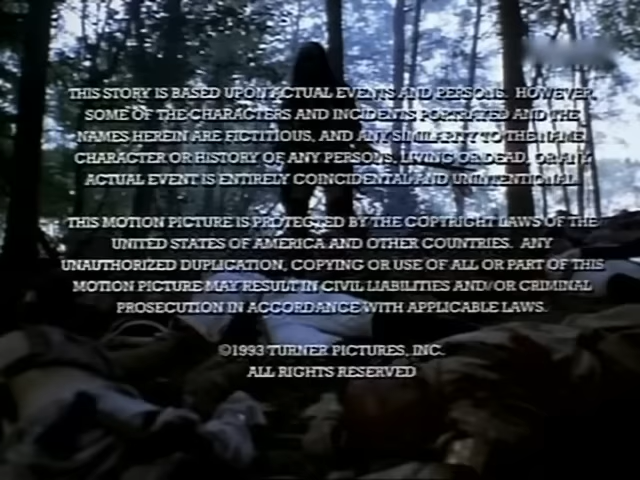 THIS STORY IS BASED UPON ACTUAL EVENTS AND PERSONS. HOWEVER,
SOME OF THE CHARACTERS AND INCIDENTS PORTRAYED AND THE
NAMES HEREIN ARE FICTITIOUS, AND ANY SIMILARITY TO THE NAME
CHARACTER OR HISTORY OF ANY PERSONS, LIVING OR DEAD, OR ANY
ACTUAL EVENT IS ENTIRELY COINCIDENTAL AND UNINTENTIONAL.
THIS MOTION PICTURE IS PROTECTED BY THE COPYRIGHT LAWS OF THE
UNITED STATES OF AMERICA AND OTHER COUNTRIES. ANY
UNAUTHORIZED DUPLICATION, COPYING OR USE OF ALL OR PART OF THIS
MOTION PICTURE MAY RESULT IN CIVIL LIABILITIES AND/OR CRIMINAL
PROSECUTION IN ACCORDANCE WITH APPLICABLE LAWS.
©1993 TURNER PICTURES, INC.
ALL RIGHTS RESERVED